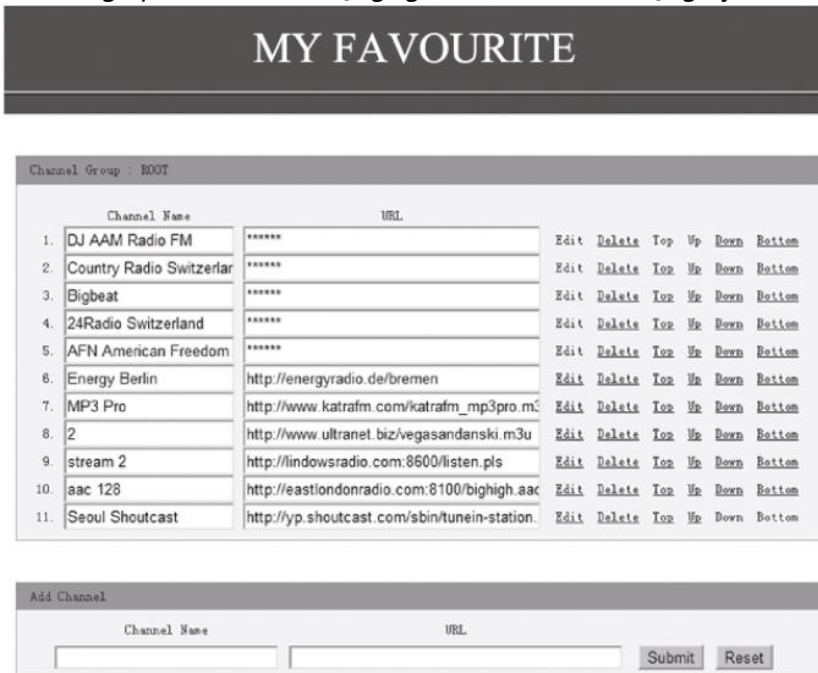 MY FAVOURITE
Channel Group : ROOT
Channel Name URL
1. DJ AAM Radio FM ****** Edit Delete Top Up Down Bottom
2. Country Radio Switzerlar ****** Edit Delete Top Up Down Bottom
3. Bigbeat ****** Edit Delete Top Up Down Bottom
4. 24Radio Switzerland ****** Edit Delete Top Up Down Bottom
5. AFN American Freedom ****** Edit Delete Top Up Down Bottom
6. Energy Berlin http://energyradio.de/bremen Edit Delete Top Up Down Bottom
7. MP3 Pro http://www.katrafm.com/katrafm_mp3pro.m3 Edit Delete Top Up Down Bottom
8. 2 http://www.ultranet.biz/vegasandanski.m3u Edit Delete Top Up Down Bottom
9. stream 2 http://lindowsradio.com:8600/listen.pls Edit Delete Top Up Down Bottom
10. aac 128 http://eastlondonradio.com:8100/bighigh.aac Edit Delete Top Up Down Bottom
11. Seoul Shoutcast http://yp.shoutcast.com/sbin/tunein-station. Edit Delete Top Up Down Bottom
Add Channel
Channel Name URL
Submit Reset